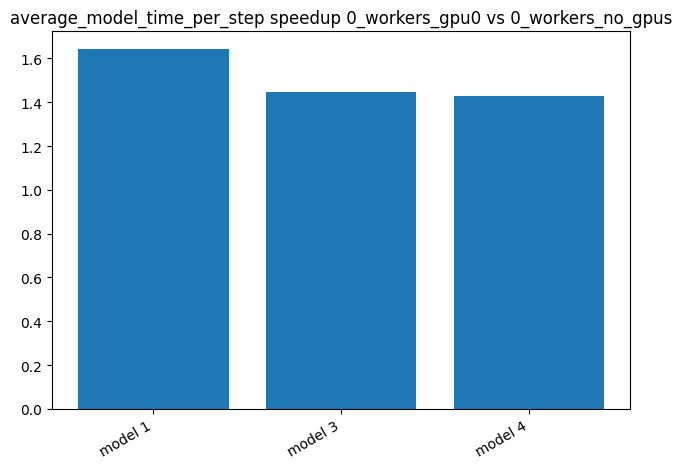 average_model_time_per_step speedup 0_workers_gpu0 vs 0_workers_no_gpus
1.6
1.4
1.2
1.0
0.8
0.6
0.4
0.2
0.0
model 1
model 3
model 4